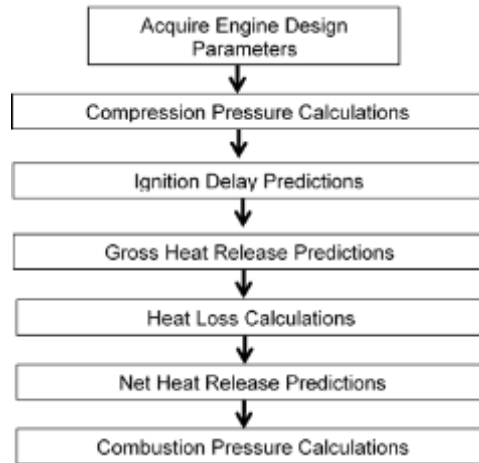 Acquire Engine Design
Parameters
Compression Pressure Calculations
Ignition Delay Predictions
Gross Heat Release Predictions
Heat Loss Calculations
Net Heat Release Predictions
Combustion Pressure Calculations